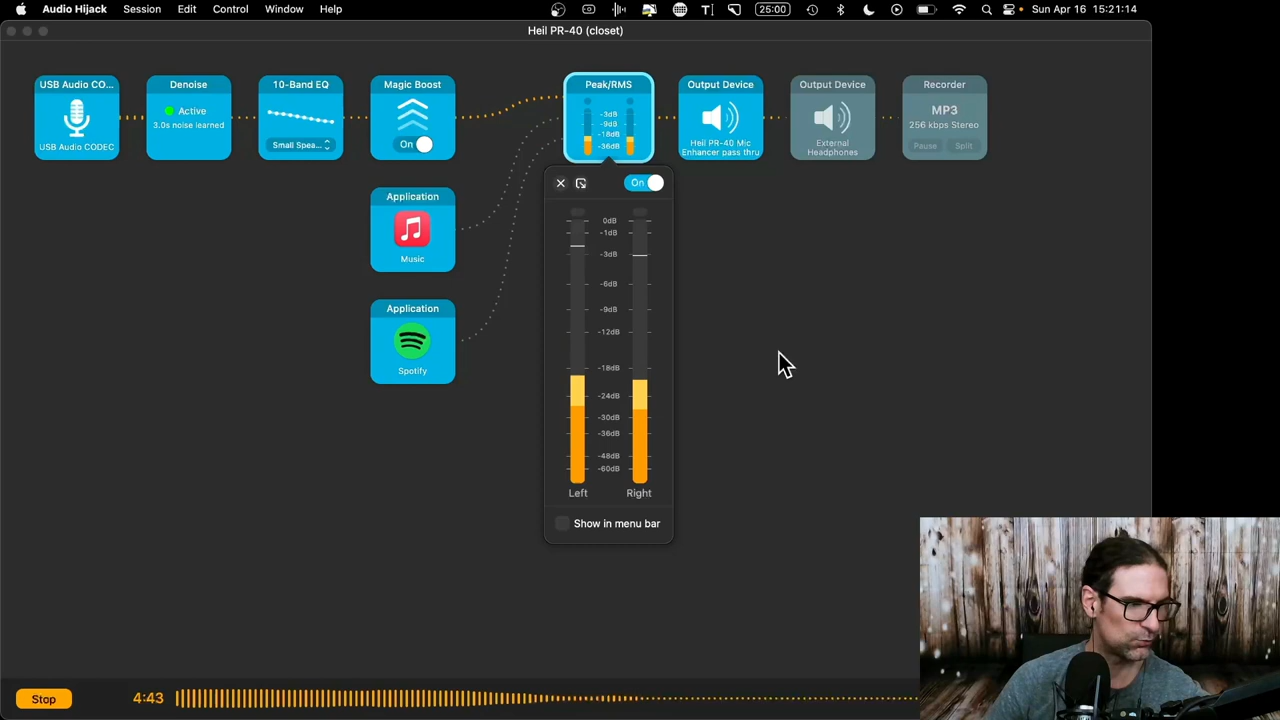 Audio Hijack Session Edit Control Window Help 25:00 Sun Apr 16 15:21:14
Heil PR-40 (closet)
USB Audio CO...
USB Audio CODEC
Denoise
Active
3.0s noise learned
10-Band EQ
Small Spea...
Magic Boost
On
Peak/RMS
-3dB
-9dB
-18dB
-36dB
Output Device
Heil PR-40 Mic
Enhancer pass thru
Output Device
External
Headphones
Recorder
MP3
256 kbps Stereo
Pause Split
Application
Music
Application
Spotify
On
0dB
-1dB
-3dB
-6dB
-9dB
-12dB
-18dB
-24dB
-30dB
-36dB
-48dB
-60dB
Left Right
Show in menu bar
Stop 4:43